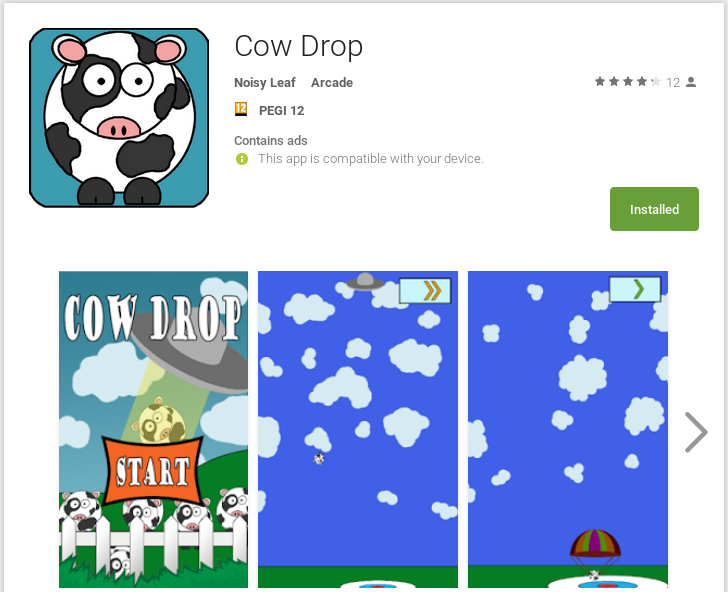 Cow Drop
Noisy Leaf Arcade
12
12 PEGI 12
Contains ads
This app is compatible with your device.
Installed
COW DROP
START